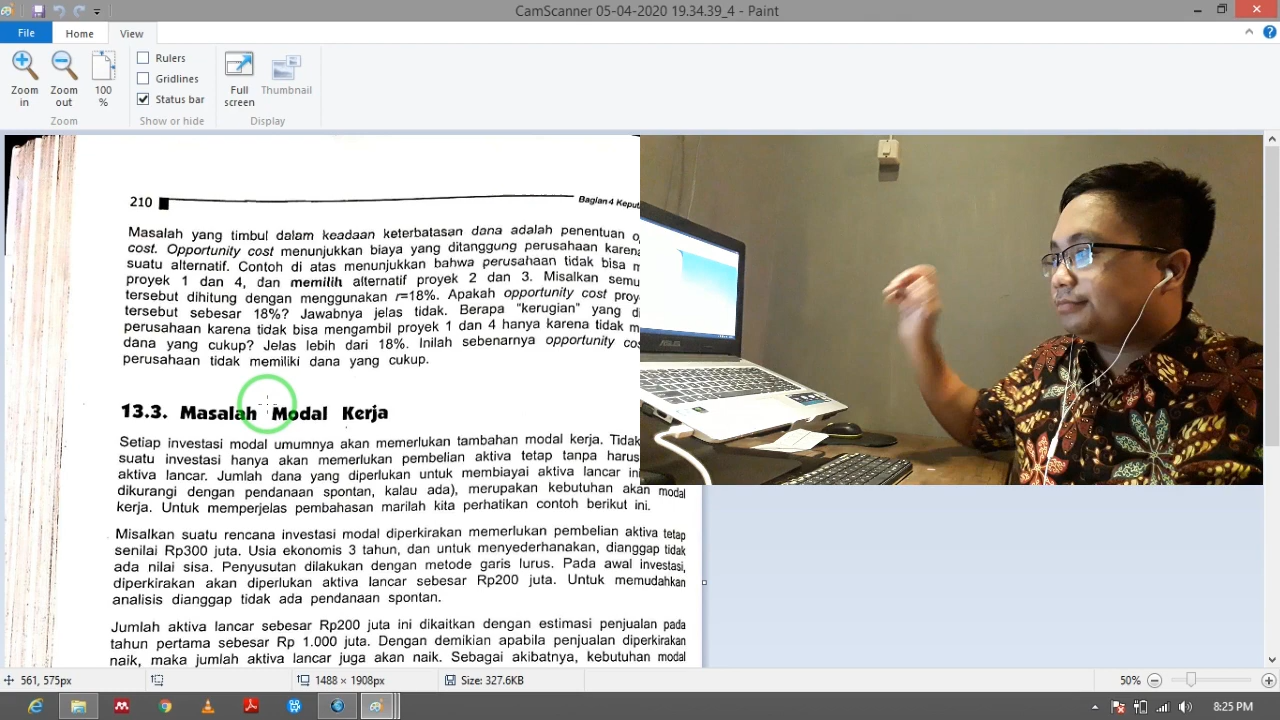 CamScanner 05-04-2020 19.34.39_4 - Paint
File
Home
View
Zoom in
Zoom out
100 %
Rulers
Gridlines
Status bar
Full screen
Thumbnail
Zoom
Show or hide
Display
210
Bagian 4 Keput
Masalah yang timbul dalam keadaan keterbatasan dana adalah penentuan o
cost. Opportunity cost menunjukkan biaya yang ditanggung perusahaan karena
suatu alternatif. Contoh di atas menunjukkan bahwa perusahaan tidak bisa m
proyek 1 dan 4, dan memilih alternatif proyek 2 dan 3. Misalkan semu
tersebut dihitung dengan menggunakan r=18%. Apakah opportunity cost proy
tersebut sebesar 18%? Jawabnya jelas tidak. Berapa "kerugian" yang di
perusahaan karena tidak bisa mengambil proyek 1 dan 4 hanya karena tidak m
dana yang cukup? Jelas lebih dari 18%. Inilah sebenarnya opportunity cos
perusahaan tidak memiliki dana yang cukup.
13.3. Masalah Modal Kerja
Setiap investasi modal umumnya akan memerlukan tambahan modal kerja. Tidak
suatu investasi hanya akan memerlukan pembelian aktiva tetap tanpa harus
aktiva lancar. Jumlah dana yang diperlukan untuk membiayai aktiva lancar in
dikurangi dengan pendanaan spontan, kalau ada), merupakan kebutuhan akan modal
kerja. Untuk memperjelas pembahasan marilah kita perhatikan contoh berikut ini.
Misalkan suatu rencana investasi modal diperkirakan memerlukan pembelian aktiva tetap
senilai Rp300 juta. Usia ekonomis 3 tahun, dan untuk menyederhanakan, dianggap tidak
ada nilai sisa. Penyusutan dilakukan dengan metode garis lurus. Pada awal investasi,
diperkirakan akan diperlukan aktiva lancar sebesar Rp200 juta. Untuk memudahkan
analisis dianggap tidak ada pendanaan spontan.
Jumlah aktiva lancar sebesar Rp200 juta ini dikaitkan dengan estimasi penjualan pada
tahun pertama sebesar Rp 1.000 juta. Dengan demikian apabila penjualan diperkirakan
naik, maka jumlah aktiva lancar juga akan naik. Sebagai akibatnya, kebutuhan modal
ASUS
561, 575px
1488 × 1908px
Size: 327.6KB
50%
8:25 PM